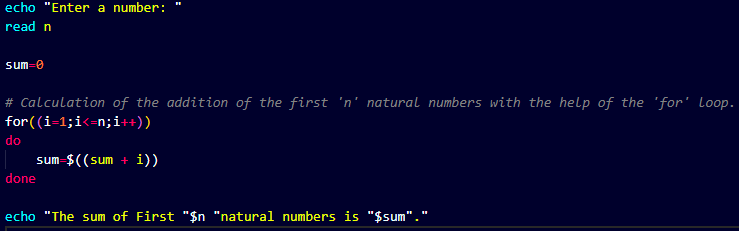 echo "Enter a number: "
read n
sum=0
# Calculation of the addition of the first 'n' natural numbers with the help of the 'for' loop.
for((i=1;i<=n;i++))
do
sum=$((sum + i))
done
echo "The sum of First "$n "natural numbers is "$sum"."